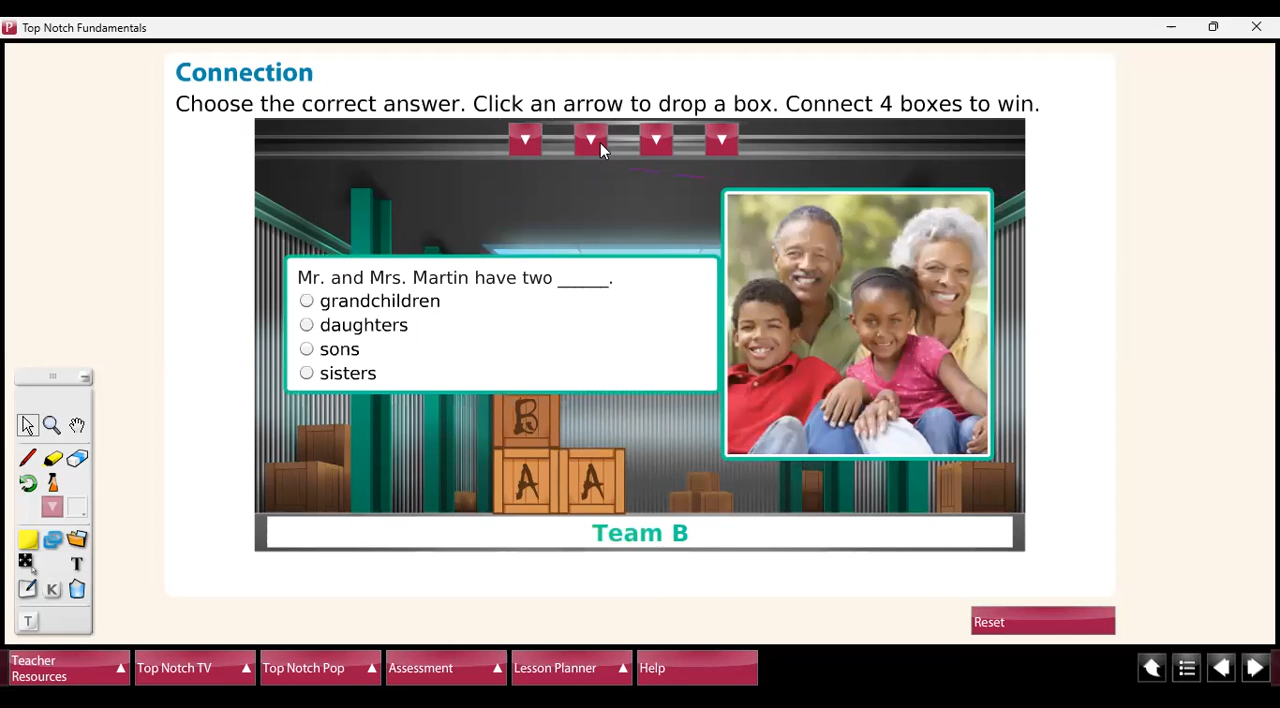 Top Notch Fundamentals
Connection
Choose the correct answer. Click an arrow to drop a box. Connect 4 boxes to win.
Mr. and Mrs. Martin have two ______.
grandchildren
daughters
sons
sisters
B
A A
Team B
T
K
T
Reset
Teacher Resources
Top Notch TV
Top Notch Pop
Assessment
Lesson Planner
Help